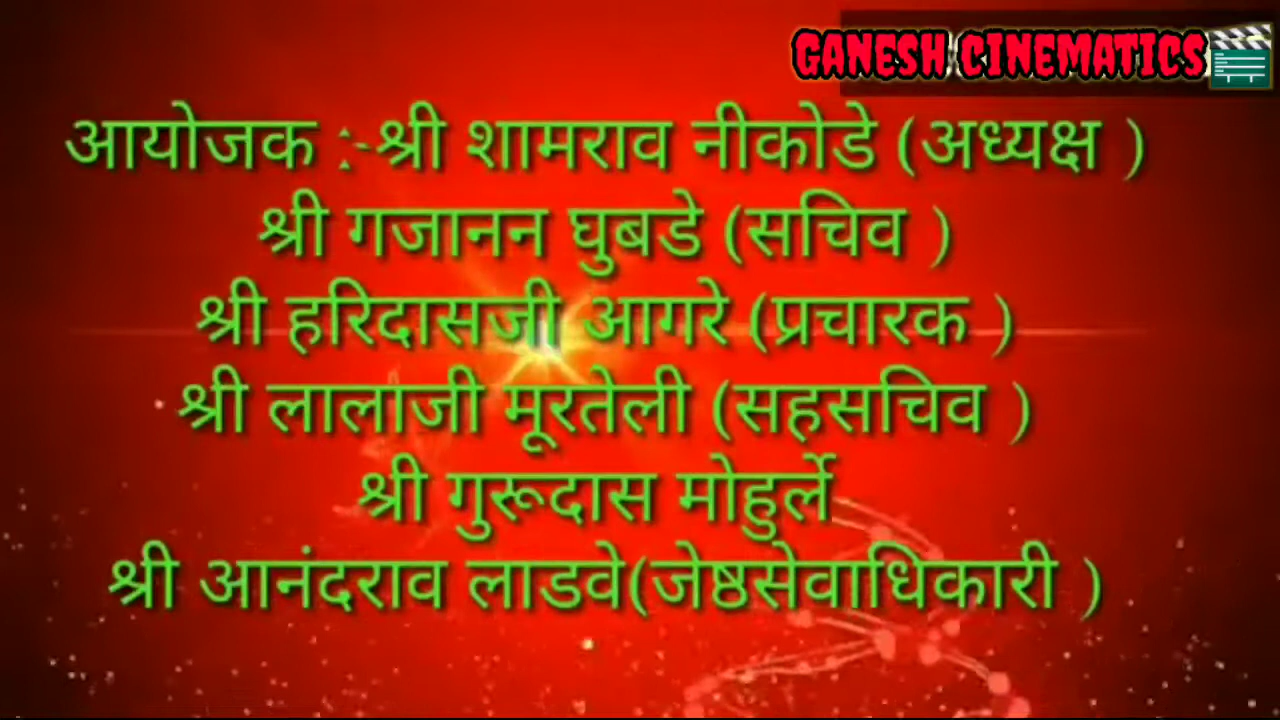 GANESH CINEMATICS
आयोजक :-श्री शामराव नीकोडे (अध्यक्ष )
श्री गजानन घुबडे (सचिव )
श्री हरिदासजी आगरे (प्रचारक )
श्री लालाजी मूरतेली (सहसचिव )
श्री गुरूदास मोहुर्ले
श्री आनंदराव लाडवे(जेष्ठसेवाधिकारी )